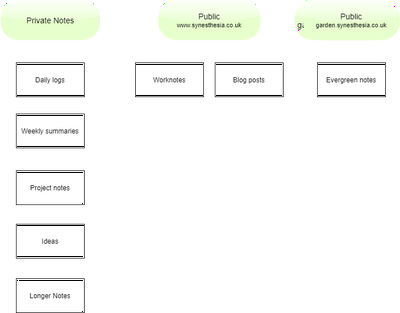 Private Notes
Public
www.synesthesia.co.uk
Public
garden.synesthesia.co.uk
Daily logs
Worknotes
Blog posts
Evergreen notes
Weekly summaries
Project notes
Ideas
Longer Notes